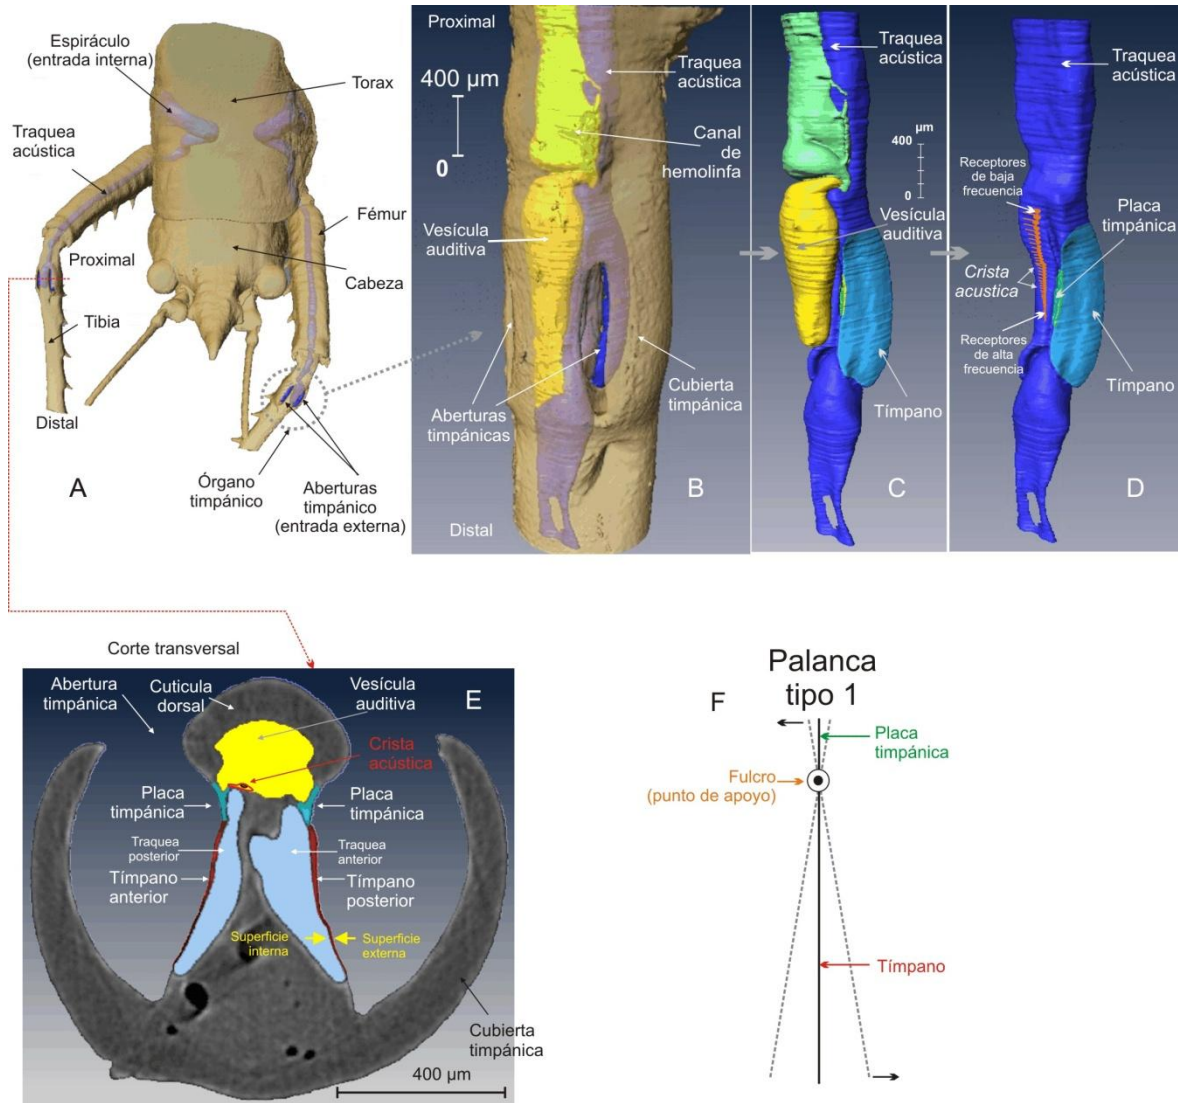 Espiráculo
(entrada interna)
Torax
Traquea
acústica
Fémur
Proximal
Cabeza
Tibia
Distal
Órgano
timpánico
Aberturas
timpánico
(entrada externa)
A
Proximal
400 µm
0
Traquea
acústica
Canal
de
hemolinfa
Vesícula
auditiva
Aberturas
timpánicas
Cubierta
timpánica
B
Distal
Traquea
acústica
400
µm
0
Vesícula
auditiva
Tímpano
C
Traquea
acústica
Receptores
de baja
frecuencia
Placa
timpánica
Crista
acustica
Receptores
de alta
frecuencia
D
Corte transversal
Abertura
timpánica
Cuticula
dorsal
Vesícula
auditiva
E
Crista
acústica
Placa
timpánica
Placa
timpánica
Traquea
posterior
Traquea
anterior
Tímpano
anterior
Tímpano
posterior
Superficie
interna
Superficie
externa
Cubierta
timpánica
400 µm
Palanca
tipo 1
F
Placa
timpánica
Fulcro
(punto de apoyo)
Tímpano